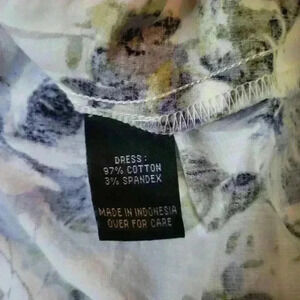 DRESS:
97% COTTON
3% SPANDEX
MADE IN INDONESIA
OVER FOR CARE